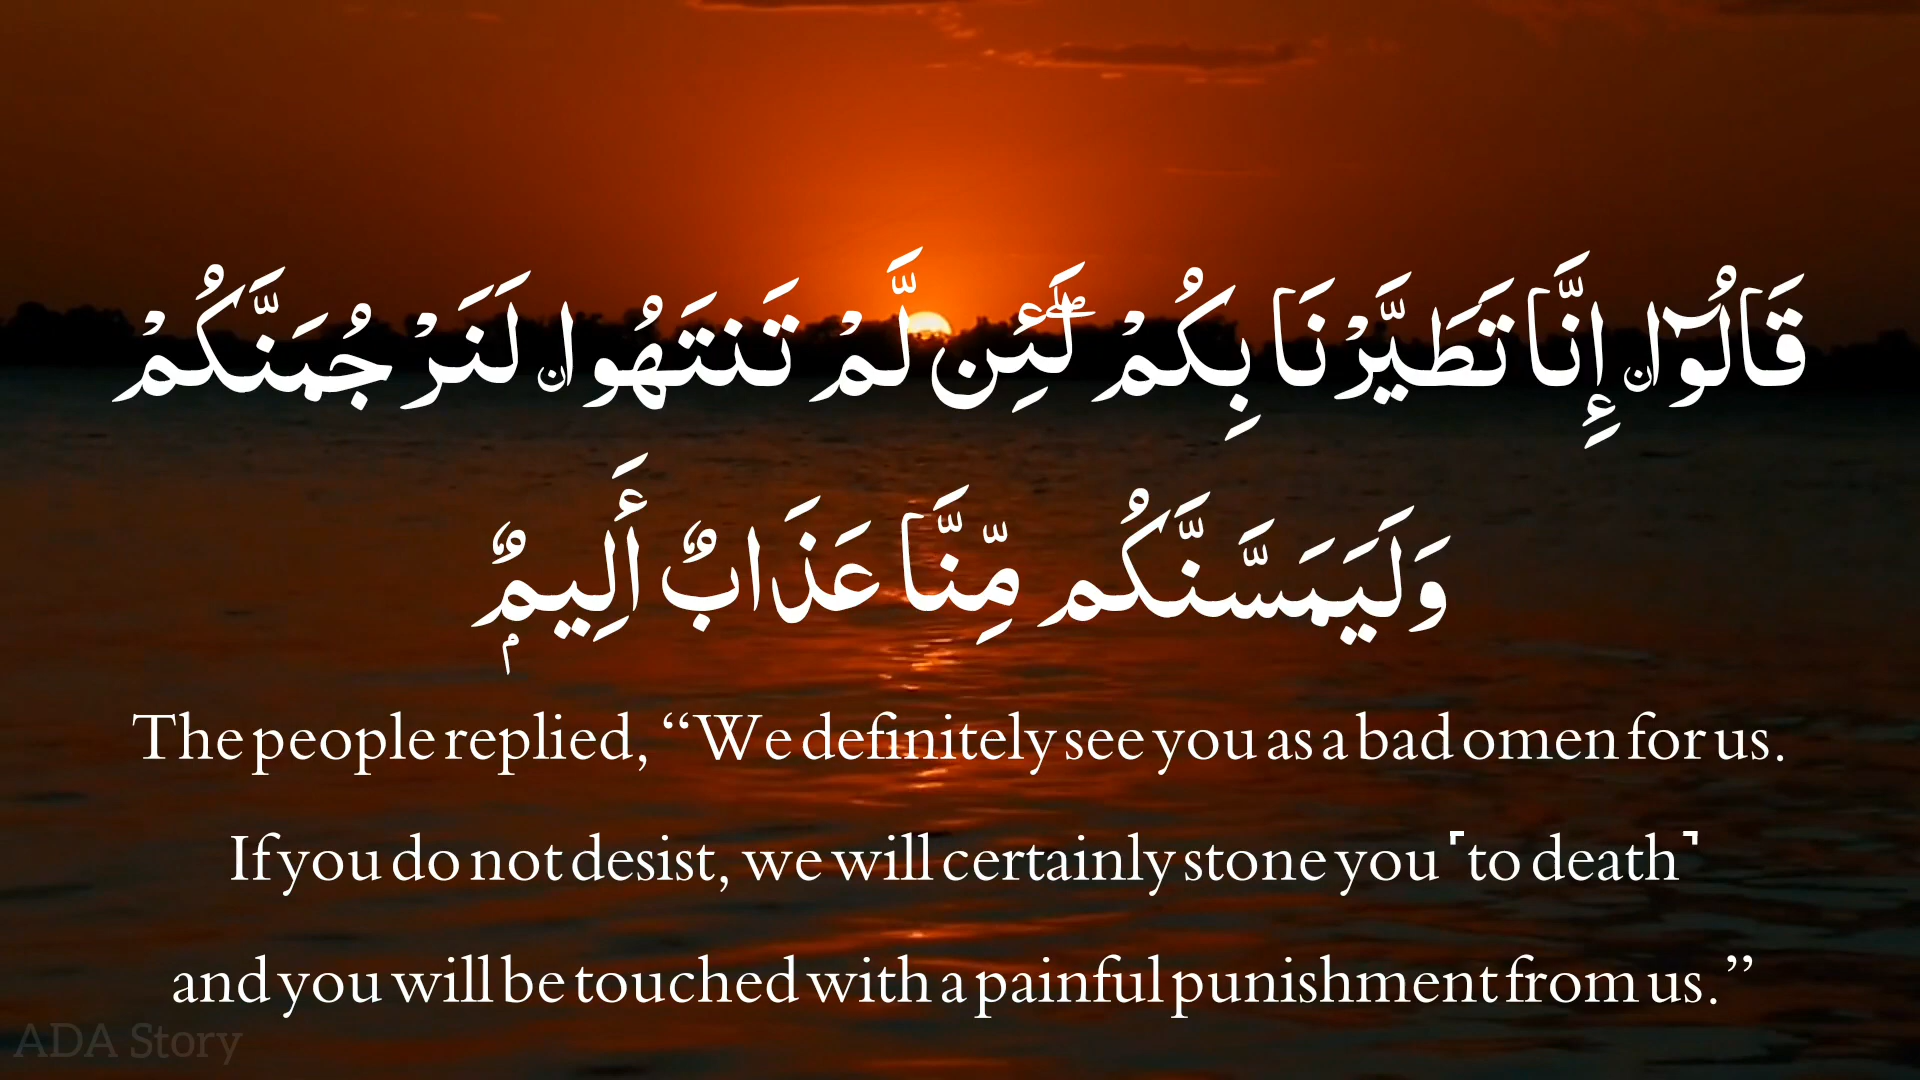 قَالُوٓا۟ إِنَّا تَطَيَّرْنَا بِكُمْ ۖ لَئِن لَّمْ تَنتَهُوا۟ لَنَرْجُمَنَّكُمْ
وَلَيَمَسَّنَّكُم مِّنَّا عَذَابٌ أَلِيمٌۭ
The people replied, “We definitely see you as a bad omen for us.
If you do not desist, we will certainly stone you ˹to death˺
and you will be touched with a painful punishment from us.”
ADA Story